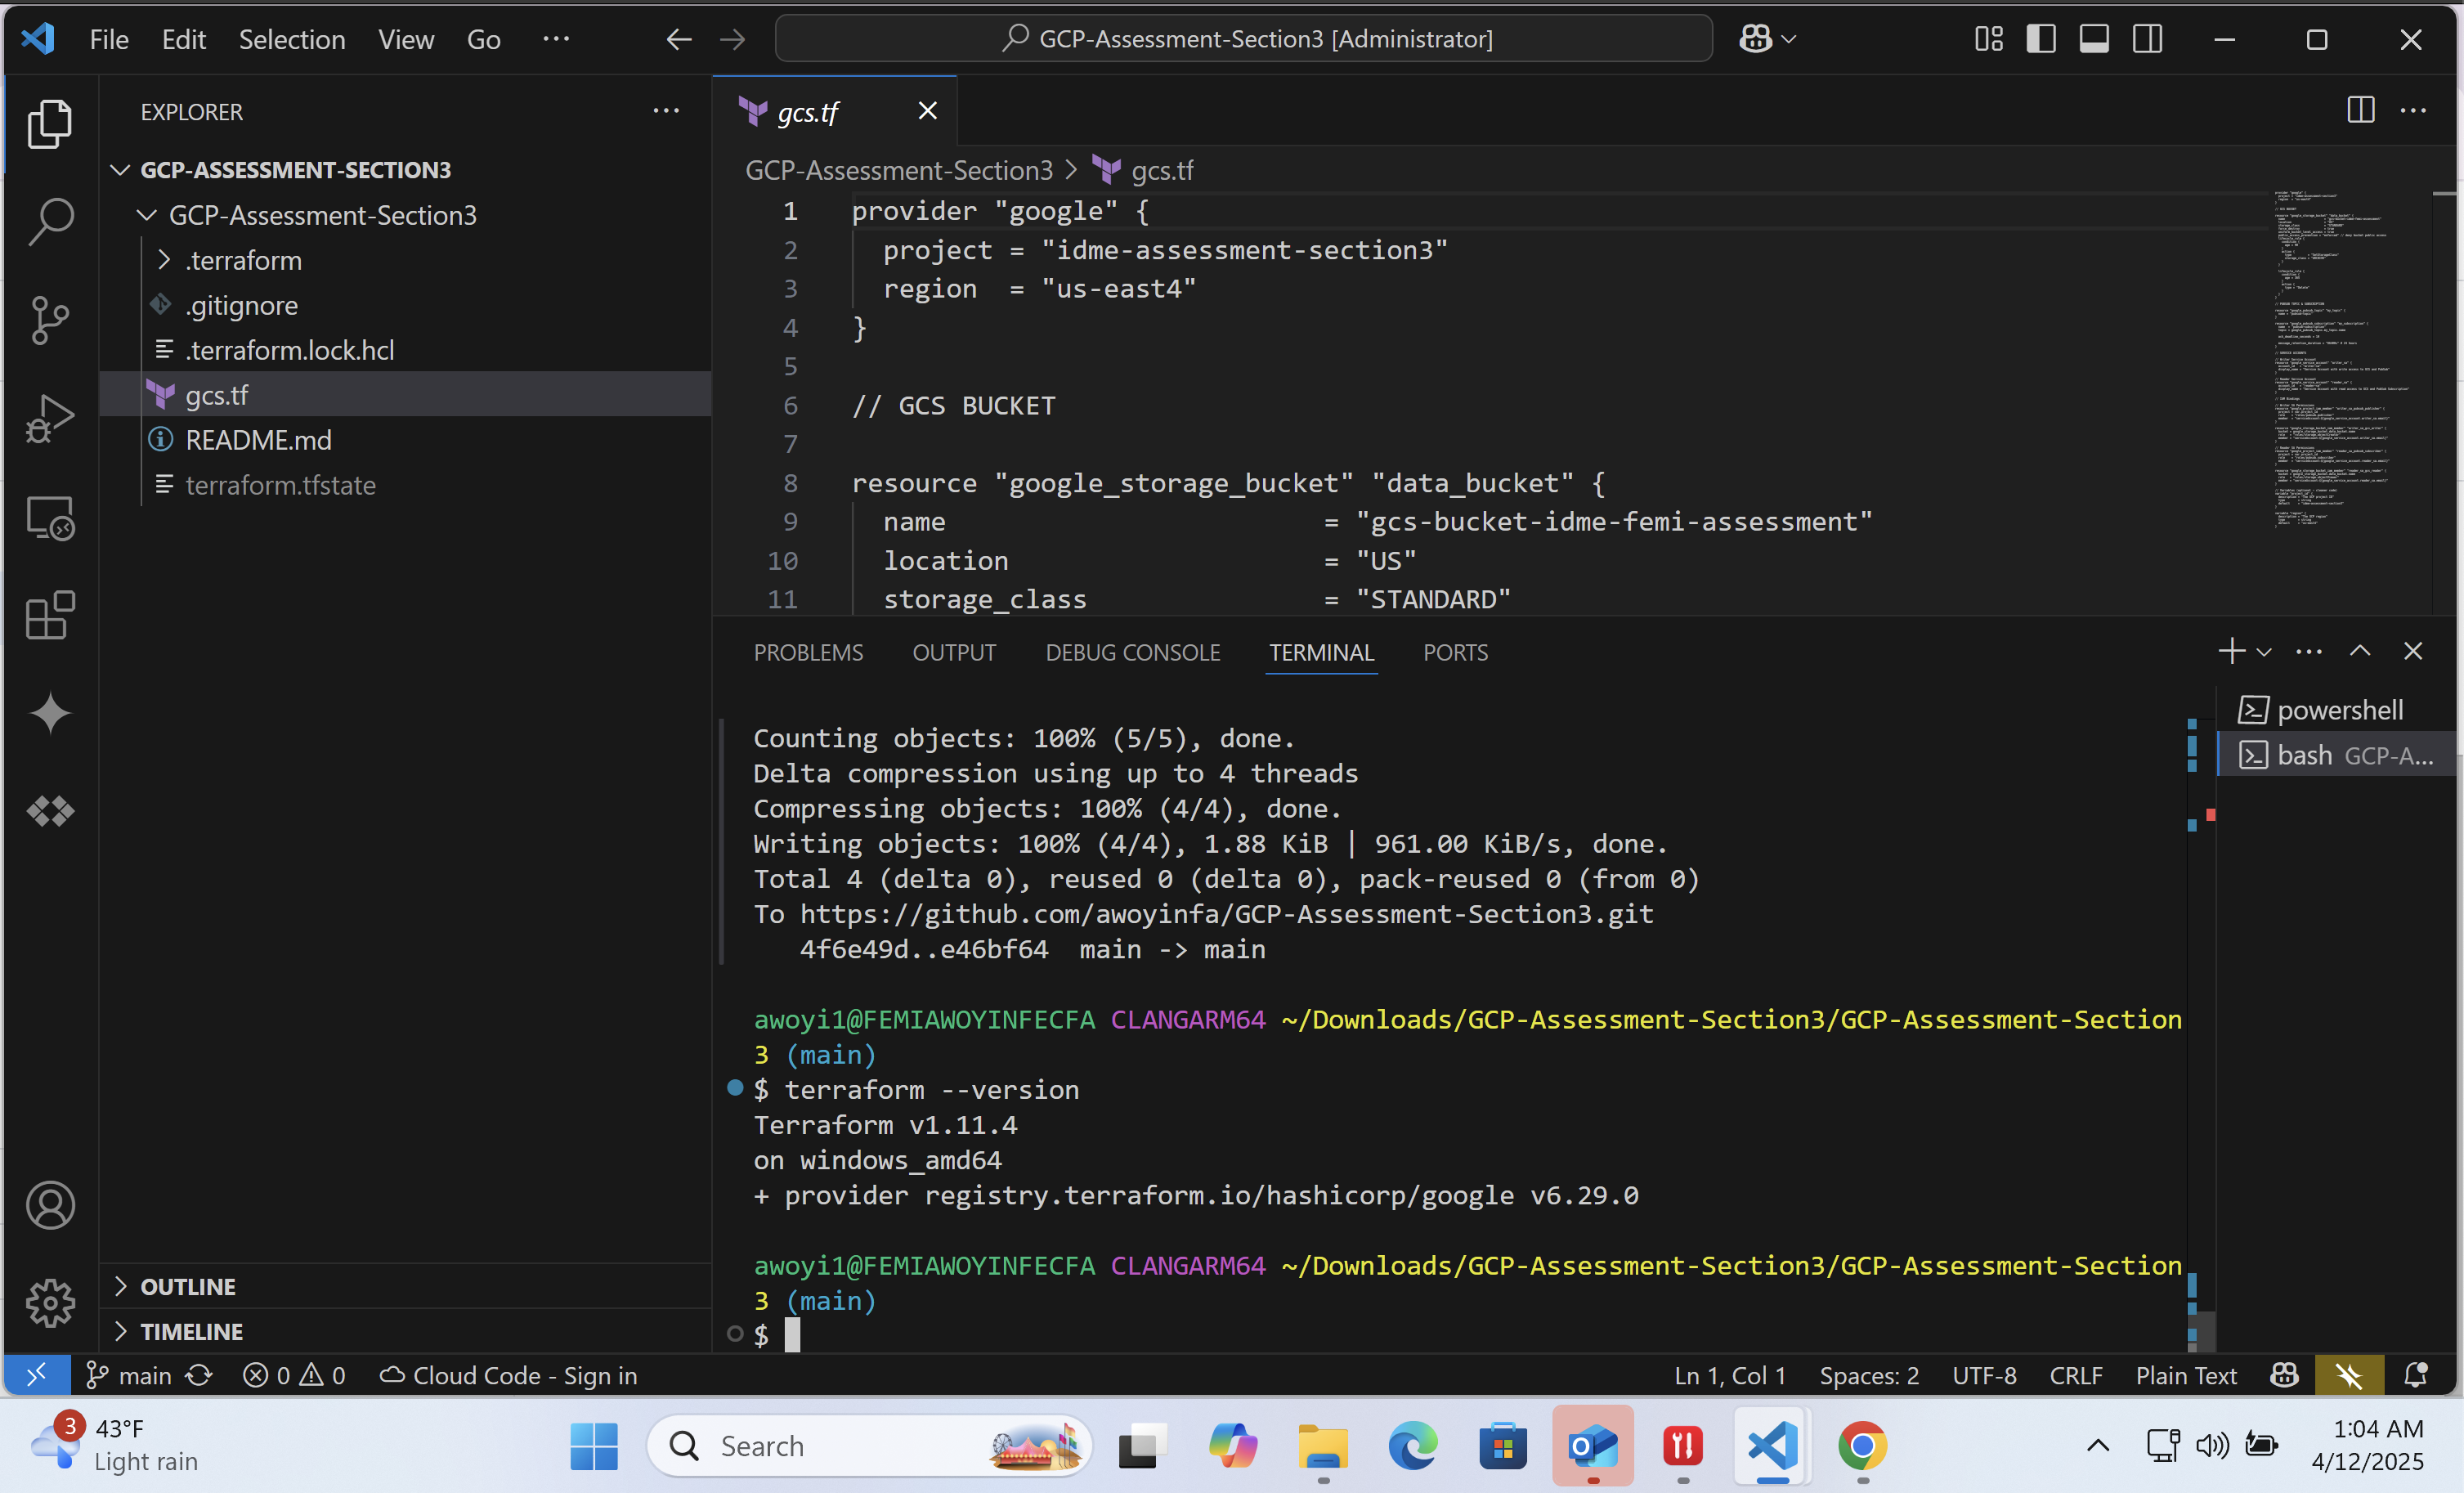 File Edit Selection View Go ...
GCP-Assessment-Section3 [Administrator]
EXPLORER
GCP-ASSESSMENT-SECTION3
GCP-Assessment-Section3
.terraform
.gitignore
.terraform.lock.hcl
gcs.tf
README.md
terraform.tfstate
OUTLINE
TIMELINE
gcs.tf
GCP-Assessment-Section3 > gcs.tf
1 provider "google" {
2 project = "idme-assessment-section3"
3 region = "us-east4"
4 }
5
6 // GCS BUCKET
7
8 resource "google_storage_bucket" "data_bucket" {
9 name = "gcs-bucket-idme-femi-assessment"
10 location = "US"
11 storage_class = "STANDARD"
PROBLEMS OUTPUT DEBUG CONSOLE TERMINAL PORTS
Counting objects: 100% (5/5), done.
Delta compression using up to 4 threads
Compressing objects: 100% (4/4), done.
Writing objects: 100% (4/4), 1.88 KiB | 961.00 KiB/s, done.
Total 4 (delta 0), reused 0 (delta 0), pack-reused 0 (from 0)
To https://github.com/awoyinfa/GCP-Assessment-Section3.git
4f6e49d..e46bf64 main -> main
awoyi1@FEMIAWOYINFECFA CLANGARM64 ~/Downloads/GCP-Assessment-Section3/GCP-Assessment-Section
3 (main)
$ terraform --version
Terraform v1.11.4
on windows_amd64
+ provider registry.terraform.io/hashicorp/google v6.29.0
awoyi1@FEMIAWOYINFECFA CLANGARM64 ~/Downloads/GCP-Assessment-Section3/GCP-Assessment-Section
3 (main)
$
powershell
bash GCP-A...
main 0 0 Cloud Code - Sign in
Ln 1, Col 1 Spaces: 2 UTF-8 CRLF Plain Text
3
43°F
Light rain
Search
1:04 AM
4/12/2025